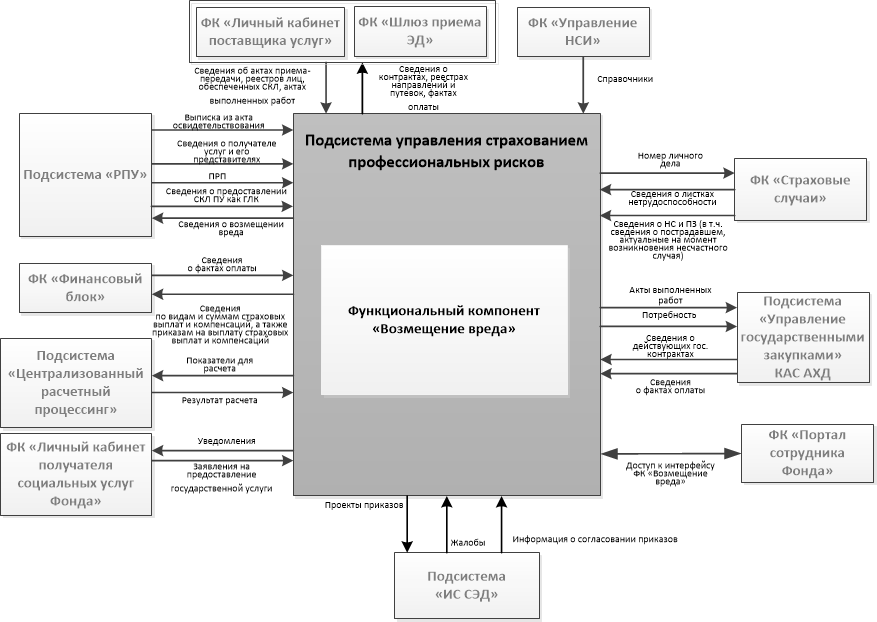 ФК «Личный кабинет
поставщика услуг»
ФК «Шлюз приема
ЭД»
ФК «Управление
НСИ»
Сведения об актах приема-
передачи, реестров лиц,
обеспеченных СКЛ, актах
выполненных работ
Сведения о
контрактах, реестрах
направлений и
путевок, фактах
оплаты
Справочники
Подсистема управления страхованием
профессиональных рисков
Функциональный компонент
«Возмещение вреда»
Подсистема «РПУ»
Выписка из акта
освидетельствования
Сведения о получателе
услуг и его
представителях
ПРП
Сведения о предоставлении
СКЛ ПУ как ГЛК
Сведения о возмещении
вреда
ФК «Финансовый
блок»
Сведения
о фактах оплаты
Сведения
по видам и суммам страховых
выплат и компенсаций, а также
приказам на выплату страховых
выплат и компенсаций
Подсистема
«Централизованный
расчетный
процессинг»
Показатели для
расчета
Результат расчета
ФК «Личный кабинет
получателя
социальных услуг
Фонда»
Уведомления
Заявления на
предоставление
государственной услуги
Номер личного
дела
Сведения о листках
нетрудоспособности
Сведения о НС и ПЗ (в т.ч.
сведения о пострадавшем,
актуальные на момент
возникновения несчастного
случая)
ФК «Страховые
случаи»
Акты выполненных
работ
Потребность
Сведения о
действующих гос.
контрактах
Сведения
о фактах оплаты
Подсистема
«Управление
государственными
закупками»
КАС АХД
Доступ к интерфейсу
ФК «Возмещение
вреда»
ФК «Портал
сотрудника
Фонда»
Проекты приказов
Жалобы
Информация о согласовании приказов
Подсистема
«ИС СЭД»